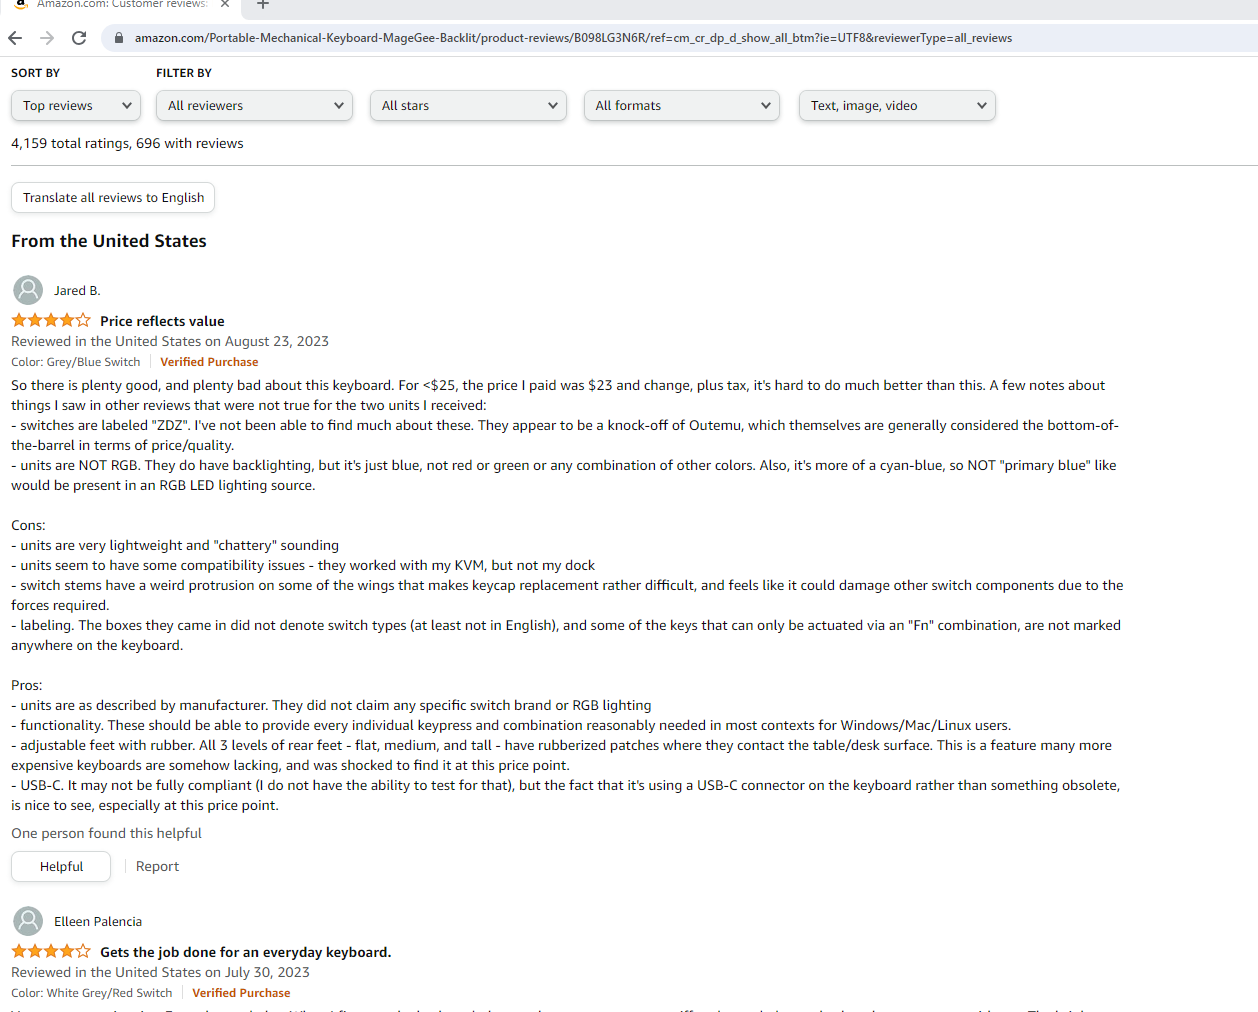 Amazon.com: Customer reviews:
amazon.com/Portable-Mechanical-Keyboard-MageGee-Backlit/product-reviews/B098LG3N6R/ref=cm_cr_dp_d_show_all_btm?ie=UTF8&reviewerType=all_reviews
SORT BY FILTER BY
Top reviews All reviewers All stars All formats Text, image, video
4,159 total ratings, 696 with reviews
Translate all reviews to English
From the United States
Jared B.
Price reflects value
Reviewed in the United States on August 23, 2023
Color: Grey/Blue Switch Verified Purchase
So there is plenty good, and plenty bad about this keyboard. For <$25, the price I paid was $23 and change, plus tax, it's hard to do much better than this. A few notes about
things I saw in other reviews that were not true for the two units I received:
- switches are labeled "ZDZ". I've not been able to find much about these. They appear to be a knock-off of Outemu, which themselves are generally considered the bottom-of-
the-barrel in terms of price/quality.
- units are NOT RGB. They do have backlighting, but it's just blue, not red or green or any combination of other colors. Also, it's more of a cyan-blue, so NOT "primary blue" like
would be present in an RGB LED lighting source.
Cons:
- units are very lightweight and "chattery" sounding
- units seem to have some compatibility issues - they worked with my KVM, but not my dock
- switch stems have a weird protrusion on some of the wings that makes keycap replacement rather difficult, and feels like it could damage other switch components due to the
forces required.
- labeling. The boxes they came in did not denote switch types (at least not in English), and some of the keys that can only be actuated via an "Fn" combination, are not marked
anywhere on the keyboard.
Pros:
- units are as described by manufacturer. They did not claim any specific switch brand or RGB lighting
- functionality. These should be able to provide every individual keypress and combination reasonably needed in most contexts for Windows/Mac/Linux users.
- adjustable feet with rubber. All 3 levels of rear feet - flat, medium, and tall - have rubberized patches where they contact the table/desk surface. This is a feature many more
expensive keyboards are somehow lacking, and was shocked to find it at this price point.
- USB-C. It may not be fully compliant (I do not have the ability to test for that), but the fact that it's using a USB-C connector on the keyboard rather than something obsolete,
is nice to see, especially at this price point.
One person found this helpful
Helpful Report
Elleen Palencia
Gets the job done for an everyday keyboard.
Reviewed in the United States on July 30, 2023
Color: White Grey/Red Switch Verified Purchase